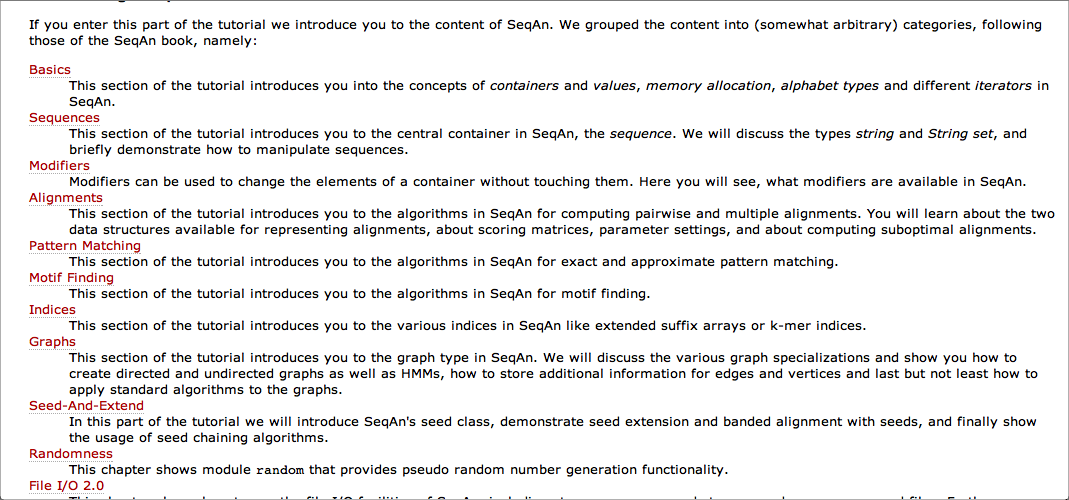 If you enter this part of the tutorial we introduce you to the content of SeqAn. We grouped the content into (somewhat arbitrary) categories, following
those of the SeqAn book, namely:
Basics
This section of the tutorial introduces you into the concepts of containers and values, memory allocation, alphabet types and different iterators in
SeqAn.
Sequences
This section of the tutorial introduces you to the central container in SeqAn, the sequence. We will discuss the types string and String set, and
briefly demonstrate how to manipulate sequences.
Modifiers
Modifiers can be used to change the elements of a container without touching them. Here you will see, what modifiers are available in SeqAn.
Alignments
This section of the tutorial introduces you to the algorithms in SeqAn for computing pairwise and multiple alignments. You will learn about the two
data structures available for representing alignments, about scoring matrices, parameter settings, and about computing suboptimal alignments.
Pattern Matching
This section of the tutorial introduces you to the algorithms in SeqAn for exact and approximate pattern matching.
Motif Finding
This section of the tutorial introduces you to the algorithms in SeqAn for motif finding.
Indices
This section of the tutorial introduces you to the various indices in SeqAn like extended suffix arrays or k-mer indices.
Graphs
This section of the tutorial introduces you to the graph type in SeqAn. We will discuss the various graph specializations and show you how to
create directed and undirected graphs as well as HMMs, how to store additional information for edges and vertices and last but not least how to
apply standard algorithms to the graphs.
Seed-And-Extend
In this part of the tutorial we will introduce SeqAn's seed class, demonstrate seed extension and banded alignment with seeds, and finally show
the usage of seed chaining algorithms.
Randomness
This chapter shows module random that provides pseudo random number generation functionality.
File I/O 2.0